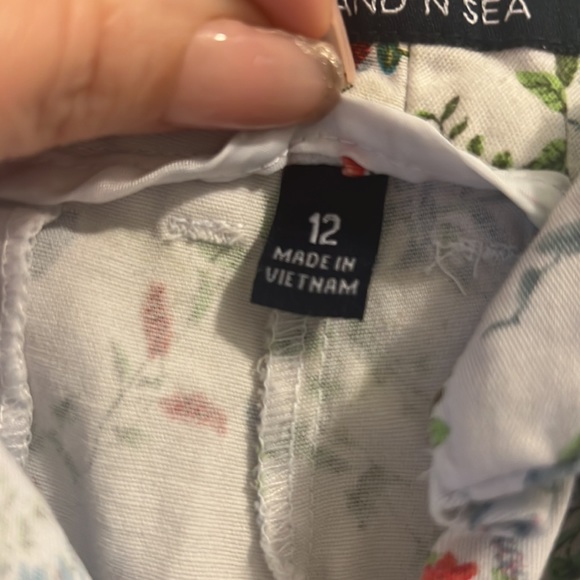 AND 'N SEA
12
MADE IN
VIETNAM